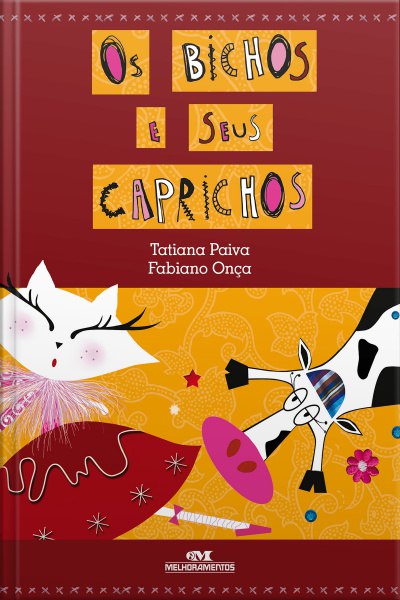 Os BiCHOS
E SEUS
CAPRiCHOS
Tatiana Paiva
Fabiano Onça
M
MELHORAMENTOS